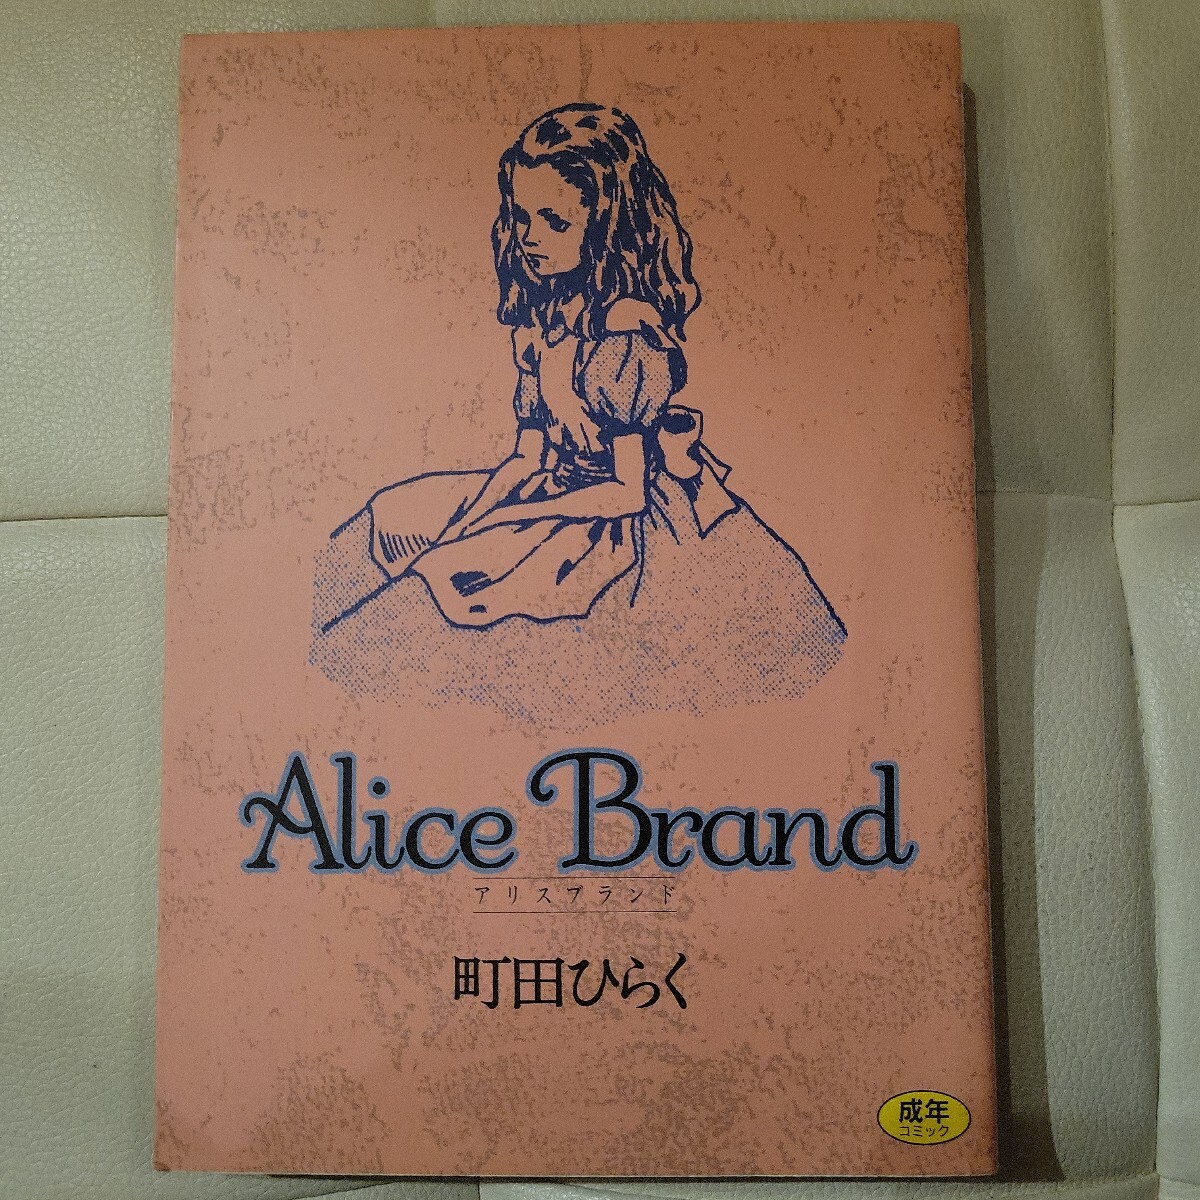 Alice Brand
アリスブランド
町田ひらく
成年
コミック